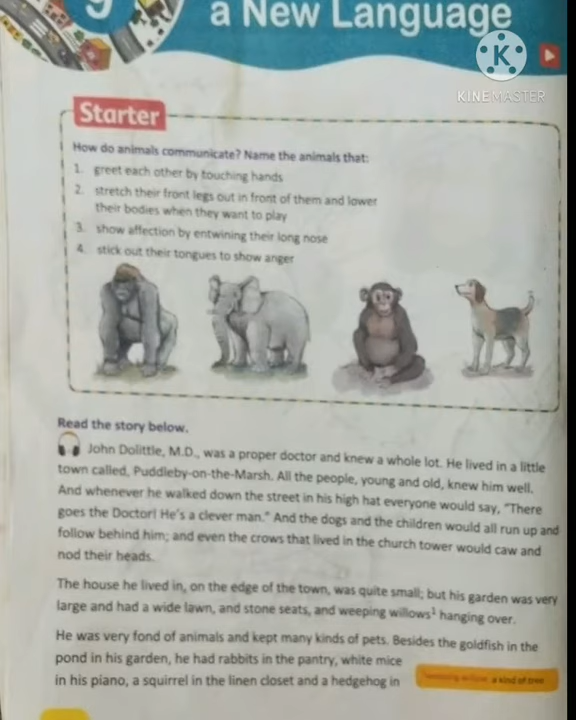 9
a New Language
K
KINEMASTER
Starter
How do animals communicate? Name the animals that:
1. greet each other by touching hands
2. stretch their front legs out in front of them and lower
their bodies when they want to play
3. show affection by entwining their long nose
4. stick out their tongues to show anger
Read the story below.
John Dolittle, M.D., was a proper doctor and knew a whole lot. He lived in a little
town called, Puddleby-on-the-Marsh. All the people, young and old, knew him well.
And whenever he walked down the street in his high hat everyone would say, "There
goes the Doctor! He's a clever man." And the dogs and the children would all run up and
follow behind him; and even the crows that lived in the church tower would caw and
nod their heads.
The house he lived in, on the edge of the town, was quite small; but his garden was very
large and had a wide lawn, and stone seats, and weeping willows¹ hanging over.
He was very fond of animals and kept many kinds of pets. Besides the goldfish in the
pond in his garden, he had rabbits in the pantry, white mice
in his piano, a squirrel in the linen closet and a hedgehog in
a kind of tree